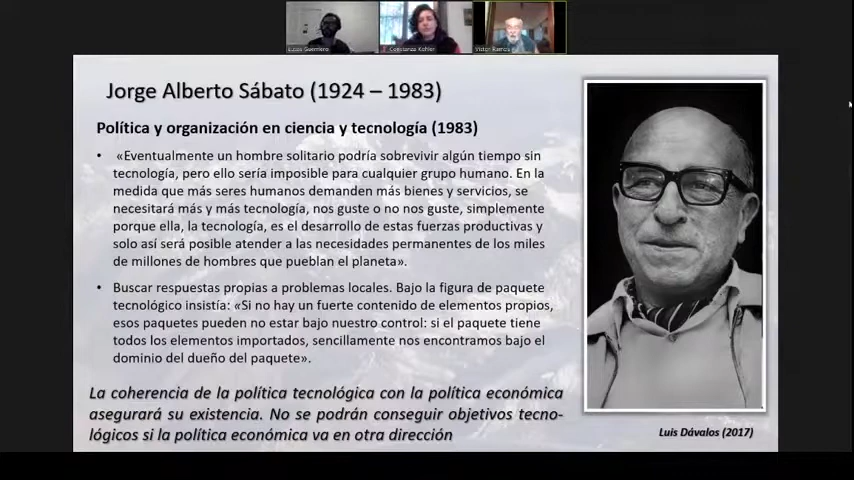 Lucas Guerrero
Constanza Kohler
Victor Ramos
Jorge Alberto Sábato (1924 – 1983)
Política y organización en ciencia y tecnología (1983)
• «Eventualmente un hombre solitario podría sobrevivir algún tiempo sin
tecnología, pero ello sería imposible para cualquier grupo humano. En la
medida que más seres humanos demanden más bienes y servicios, se
necesitará más y más tecnología, nos guste o no nos guste, simplemente
porque ella, la tecnología, es el desarrollo de estas fuerzas productivas y
solo así será posible atender a las necesidades permanentes de los miles
de millones de hombres que pueblan el planeta».
• Buscar respuestas propias a problemas locales. Bajo la figura de paquete
tecnológico insistía: «Si no hay un fuerte contenido de elementos propios,
esos paquetes pueden no estar bajo nuestro control: si el paquete tiene
todos los elementos importados, sencillamente nos encontramos bajo el
dominio del dueño del paquete».
La coherencia de la política tecnológica con la política económica
asegurará su existencia. No se podrán conseguir objetivos tecno-
lógicos si la política económica va en otra dirección
Luis Dávalos (2017)